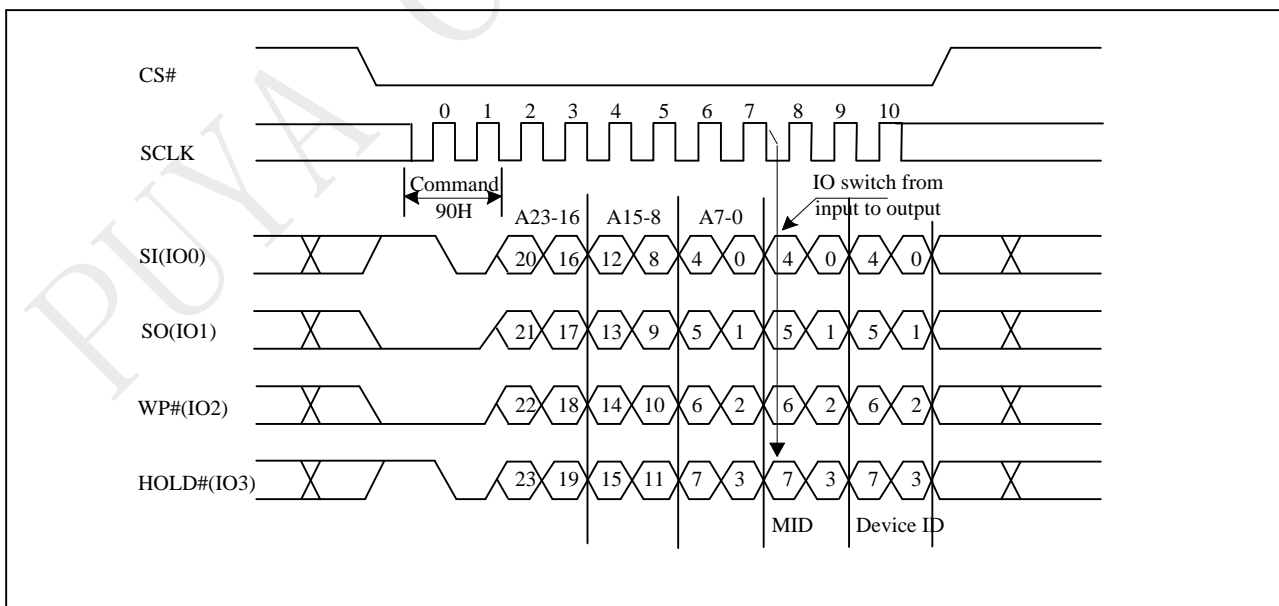 PUYA
CS#
0 1 2 3 4 5 6 7 8 9 10
SCLK
Command
90H
IO switch from
input to output
A23-16 A15-8 A7-0
SI(IO0)
20 16 12 8 4 0 4 0 4 0
SO(IO1)
21 17 13 9 5 1 5 1 5 1
WP#(IO2)
22 18 14 10 6 2 6 2 6 2
HOLD#(IO3)
23 19 15 11 7 3 7 3 7 3
MID Device ID